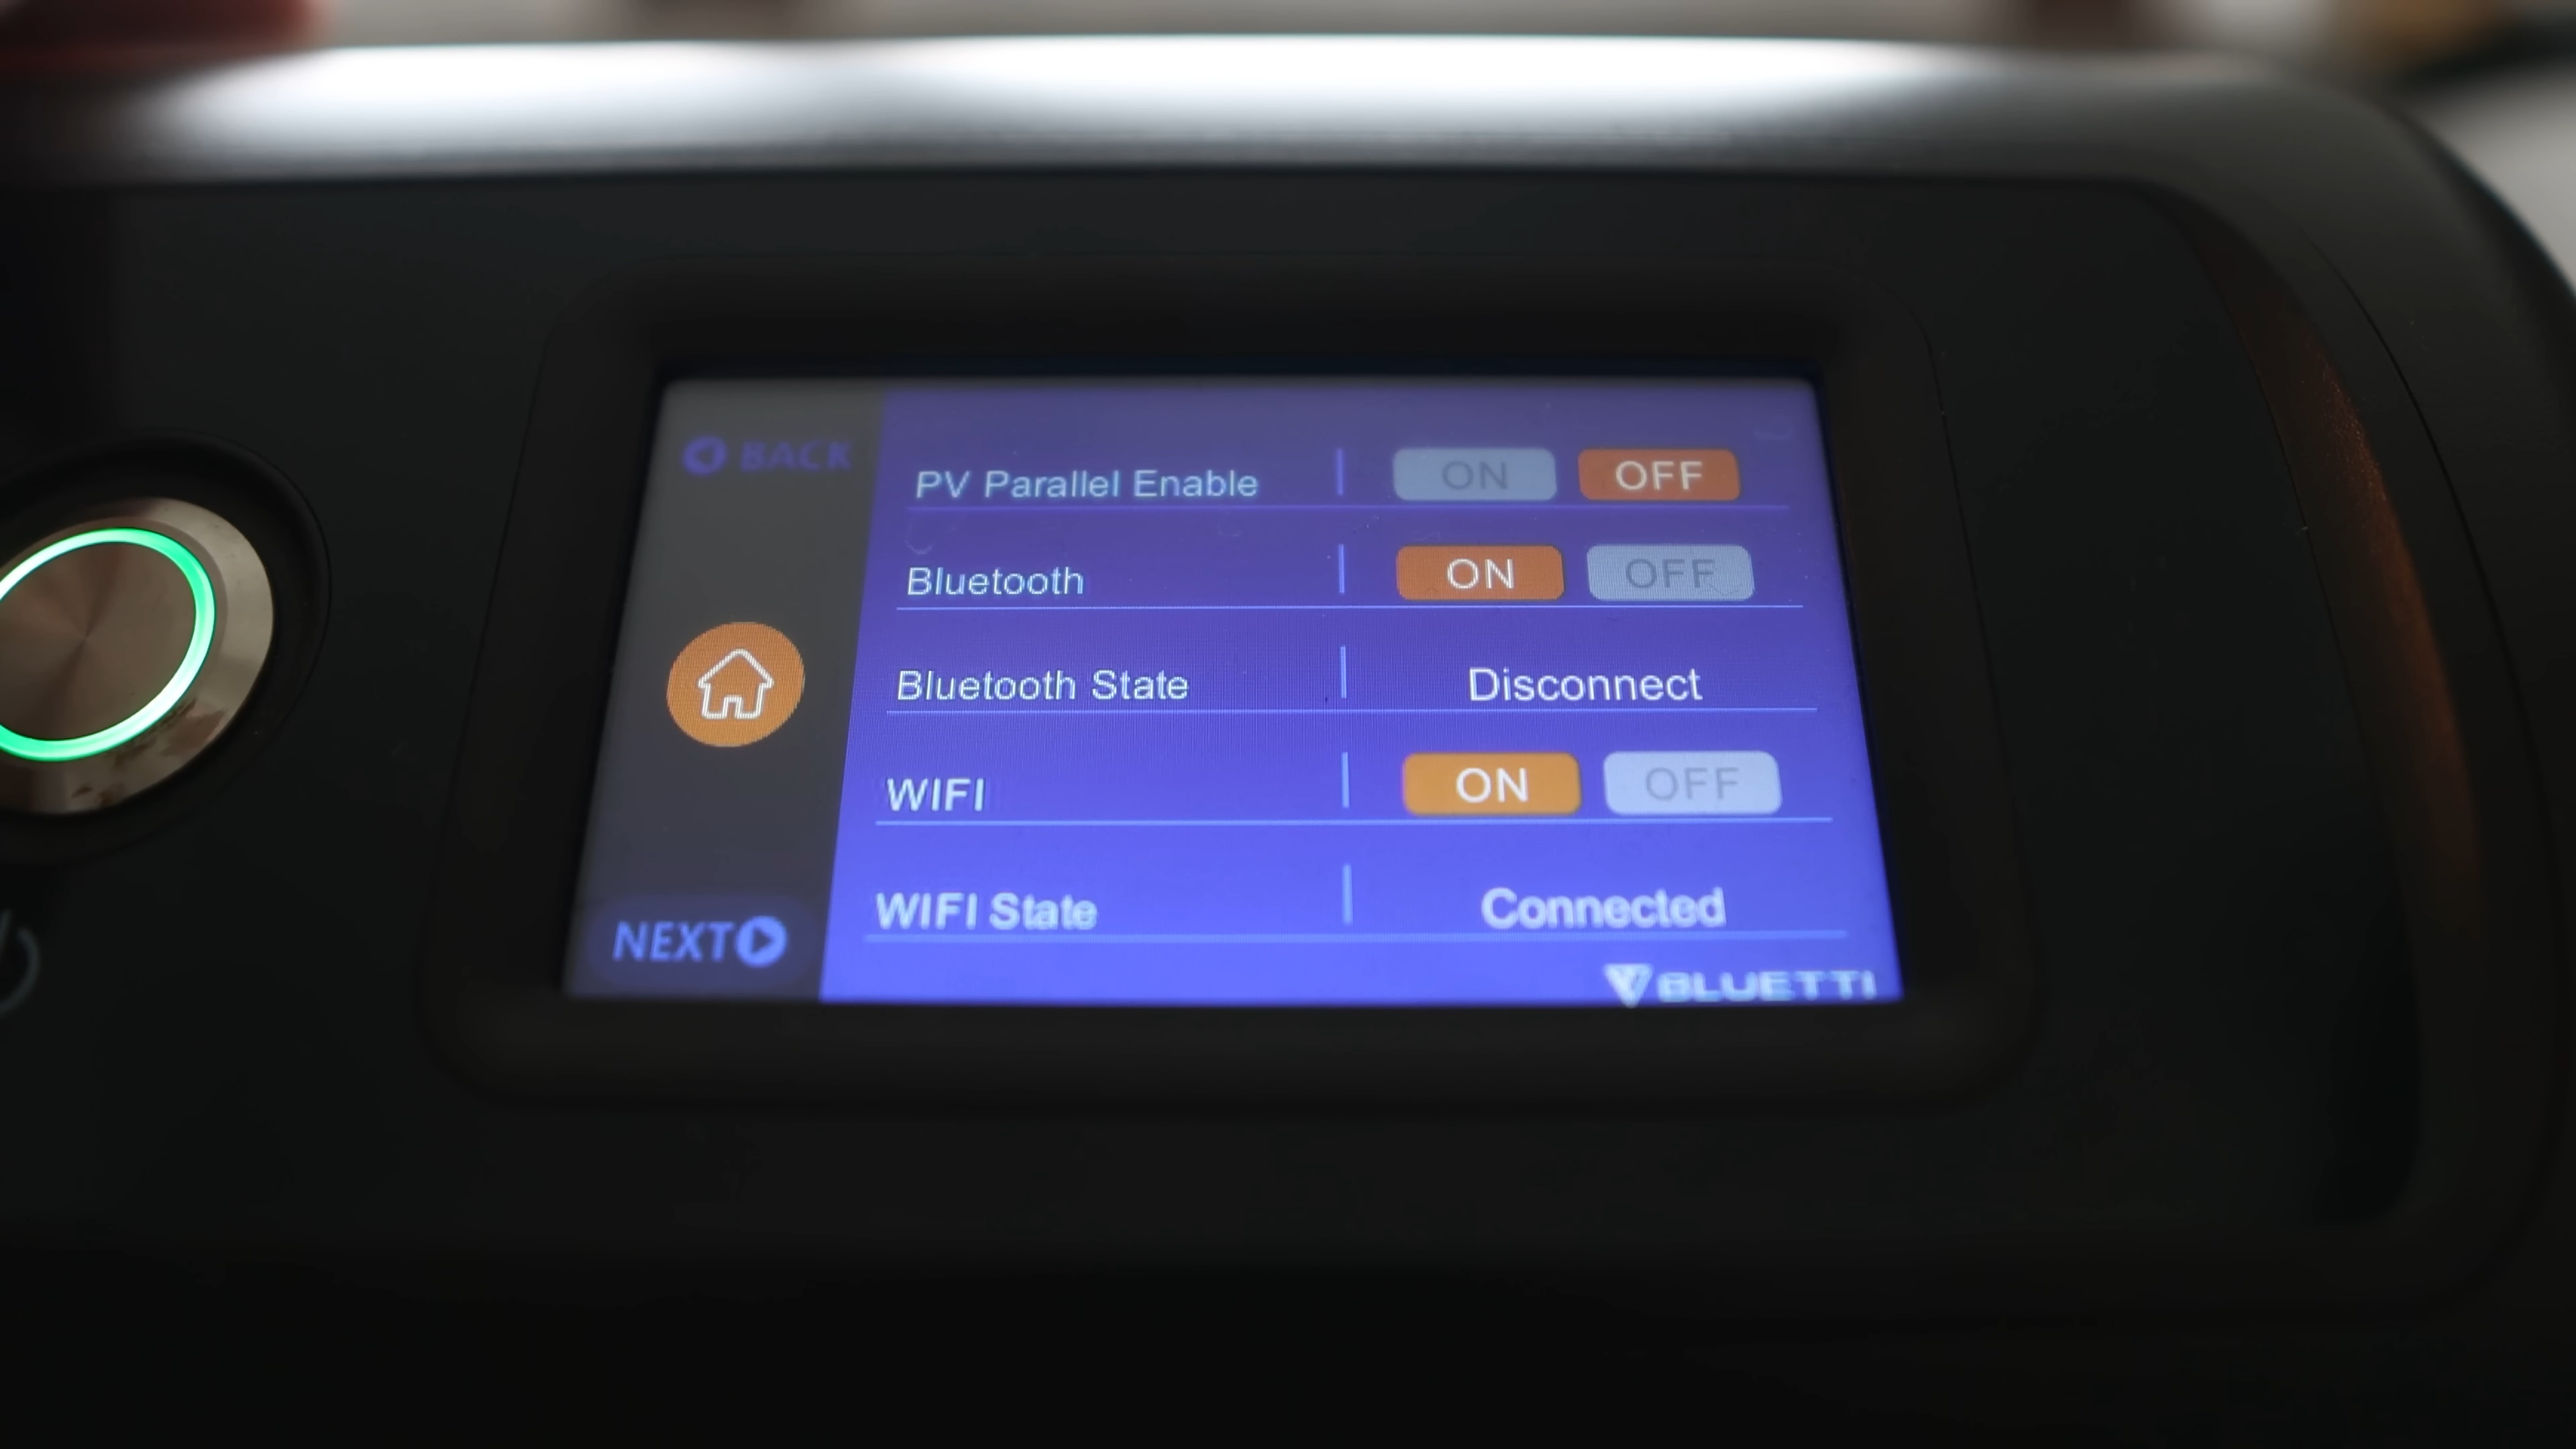 BACK
PV Parallel Enable ON OFF
Bluetooth ON OFF
Bluetooth State Disconnect
WIFI ON OFF
WIFI State Connected
NEXT
BLUETTI